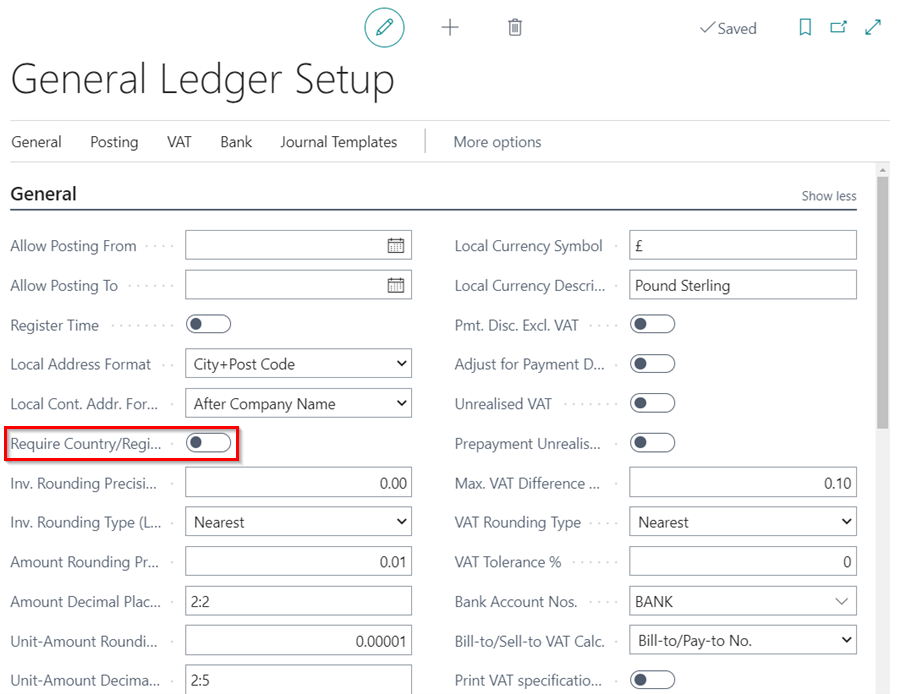 Saved
General Ledger Setup
General Posting VAT Bank Journal Templates More options
General Show less
Allow Posting From
Local Currency Symbol £
Allow Posting To
Local Currency Descri... Pound Sterling
Register Time
Pmt. Disc. Excl. VAT
Local Address Format City+Post Code
Adjust for Payment D...
Local Cont. Addr. For... After Company Name
Unrealised VAT
Require Country/Regi...
Prepayment Unrealis...
Inv. Rounding Precisi... 0.00
Max. VAT Difference ... 0.10
Inv. Rounding Type (L... Nearest
VAT Rounding Type Nearest
Amount Rounding Pr... 0.01
VAT Tolerance % 0
Amount Decimal Plac... 2:2
Bank Account Nos. BANK
Unit-Amount Roundi... 0.00001
Bill-to/Sell-to VAT Calc. Bill-to/Pay-to No.
Unit-Amount Decima... 2:5
Print VAT specificatio...